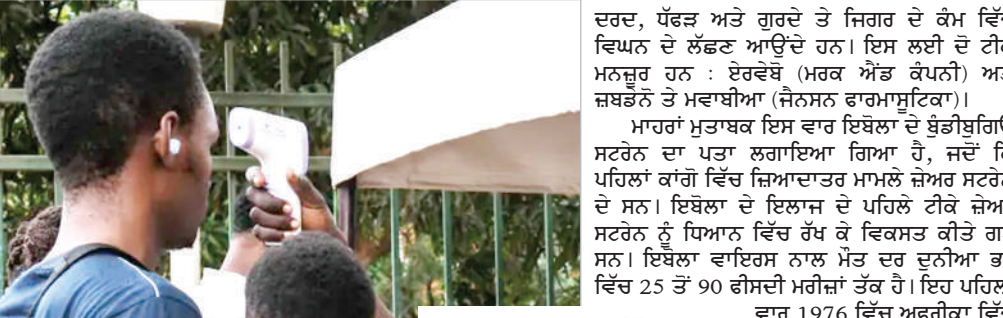 ਦਰਦ, ਧੱਫੜ ਅਤੇ ਗੁਰਦੇ ਤੇ ਜਿਗਰ ਦੇ ਕੰਮ
ਵਿਘਨ ਦੇ ਲੱਛਣ ਆਉਂਦੇ ਹਨ। ਇਸ ਲਈ ਦੋ
ਮਨਜ਼ੂਰ ਹਨ : ਏਰਵੇਬੋ (ਮਰਕ ਐਂਡ ਕੰਪਨੀ)
ਜ਼ਬਡੇਨੋ ਤੇ ਮਵਾਬੀਆ (ਜੈਨਸਨ ਫਾਰਮਾਸੂਟਿਕਾ)।
ਮਾਹਰਾਂ ਮੁਤਾਬਕ ਇਸ ਵਾਰ ਇਬੋਲਾ ਦੇ
ਸਟਰੇਨ ਦਾ ਪਤਾ ਲਗਾਇਆ ਗਿਆ ਹੈ, ਜਦੋਂ
ਪਹਿਲਾਂ ਕਾਂਗੋ ਵਿੱਚ ਜ਼ਿਆਦਾਤਰ ਮਾਮਲੇ ਜ਼ੇਅਰ
ਦੇ ਸਨ। ਇਬੋਲਾ ਦੇ ਇਲਾਜ ਦੇ ਪਹਿਲੇ ਟੀਕੇ
ਸਟਰੇਨ ਨੂੰ ਧਿਆਨ ਵਿੱਚ ਰੱਖ ਕੇ ਵਿਕਸਤ ਕੀਤੇ
ਸਨ। ਇਬੋਲਾ ਵਾਇਰਸ ਨਾਲ ਮੌਤ ਦਰ ਦੁਨੀਆ
ਵਿੱਚ 25 ਤੋਂ 90 ਫੀਸਦੀ ਮਰੀਜ਼ਾਂ ਤੱਕ ਹੈ। ਇਹ
ਵਾਰ 1976 ਵਿੱਚ ਅਫਰੀਕਾ